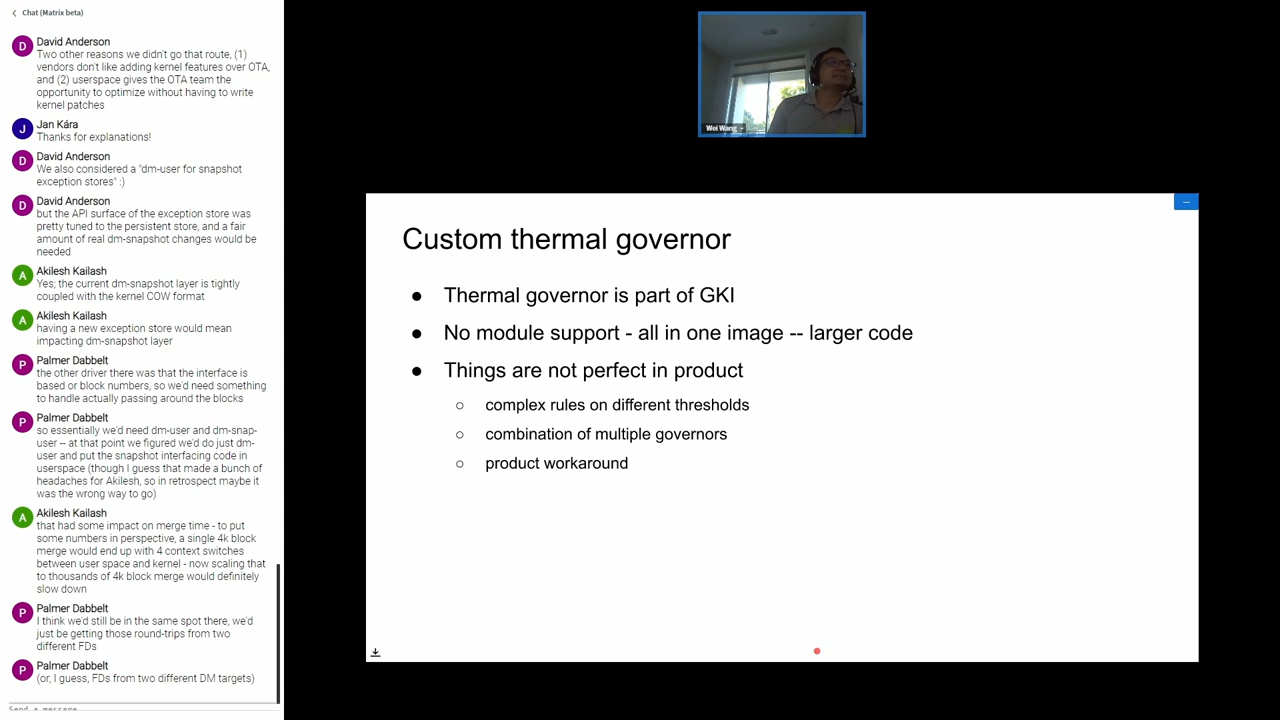 Chat (Matrix beta)
David Anderson
Two other reasons we didn't go that route, (1)
vendors don't like adding kernel features over OTA,
and (2) userspace gives the OTA team the
opportunity to optimize without having to write
kernel patches
Jan Kára
Thanks for explanations!
David Anderson
We also considered a "dm-user for snapshot
exception stores" :)
David Anderson
but the API surface of the exception store was
pretty tuned to the persistent store, and a fair
amount of real dm-snapshot changes would be
needed
Akilesh Kailash
Yes; the current dm-snapshot layer is tightly
coupled with the kernel COW format
Akilesh Kailash
having a new exception store would mean
impacting dm-snapshot layer
Palmer Dabbelt
the other driver there was that the interface is
based or block numbers, so we'd need something
to handle actually passing around the blocks
Palmer Dabbelt
so essentially we'd need dm-user and dm-snap-
user -- at that point we figured we'd do just dm-
user and put the snapshot interfacing code in
userspace (though I guess that made a bunch of
headaches for Akilesh, so in retrospect maybe it
was the wrong way to go)
Akilesh Kailash
that had some impact on merge time - to put
some numbers in perspective, a single 4k block
merge would end up with 4 context switches
between user space and kernel - now scaling that
to thousands of 4k block merge would definitely
slow down
Palmer Dabbelt
I think we'd still be in the same spot there, we'd
just be getting those round-trips from two
different FDs
Palmer Dabbelt
(or, I guess, FDs from two different DM targets)
Send a message
Wei Wang
Custom thermal governor
● Thermal governor is part of GKI
● No module support - all in one image -- larger code
● Things are not perfect in product
○ complex rules on different thresholds
○ combination of multiple governors
○ product workaround